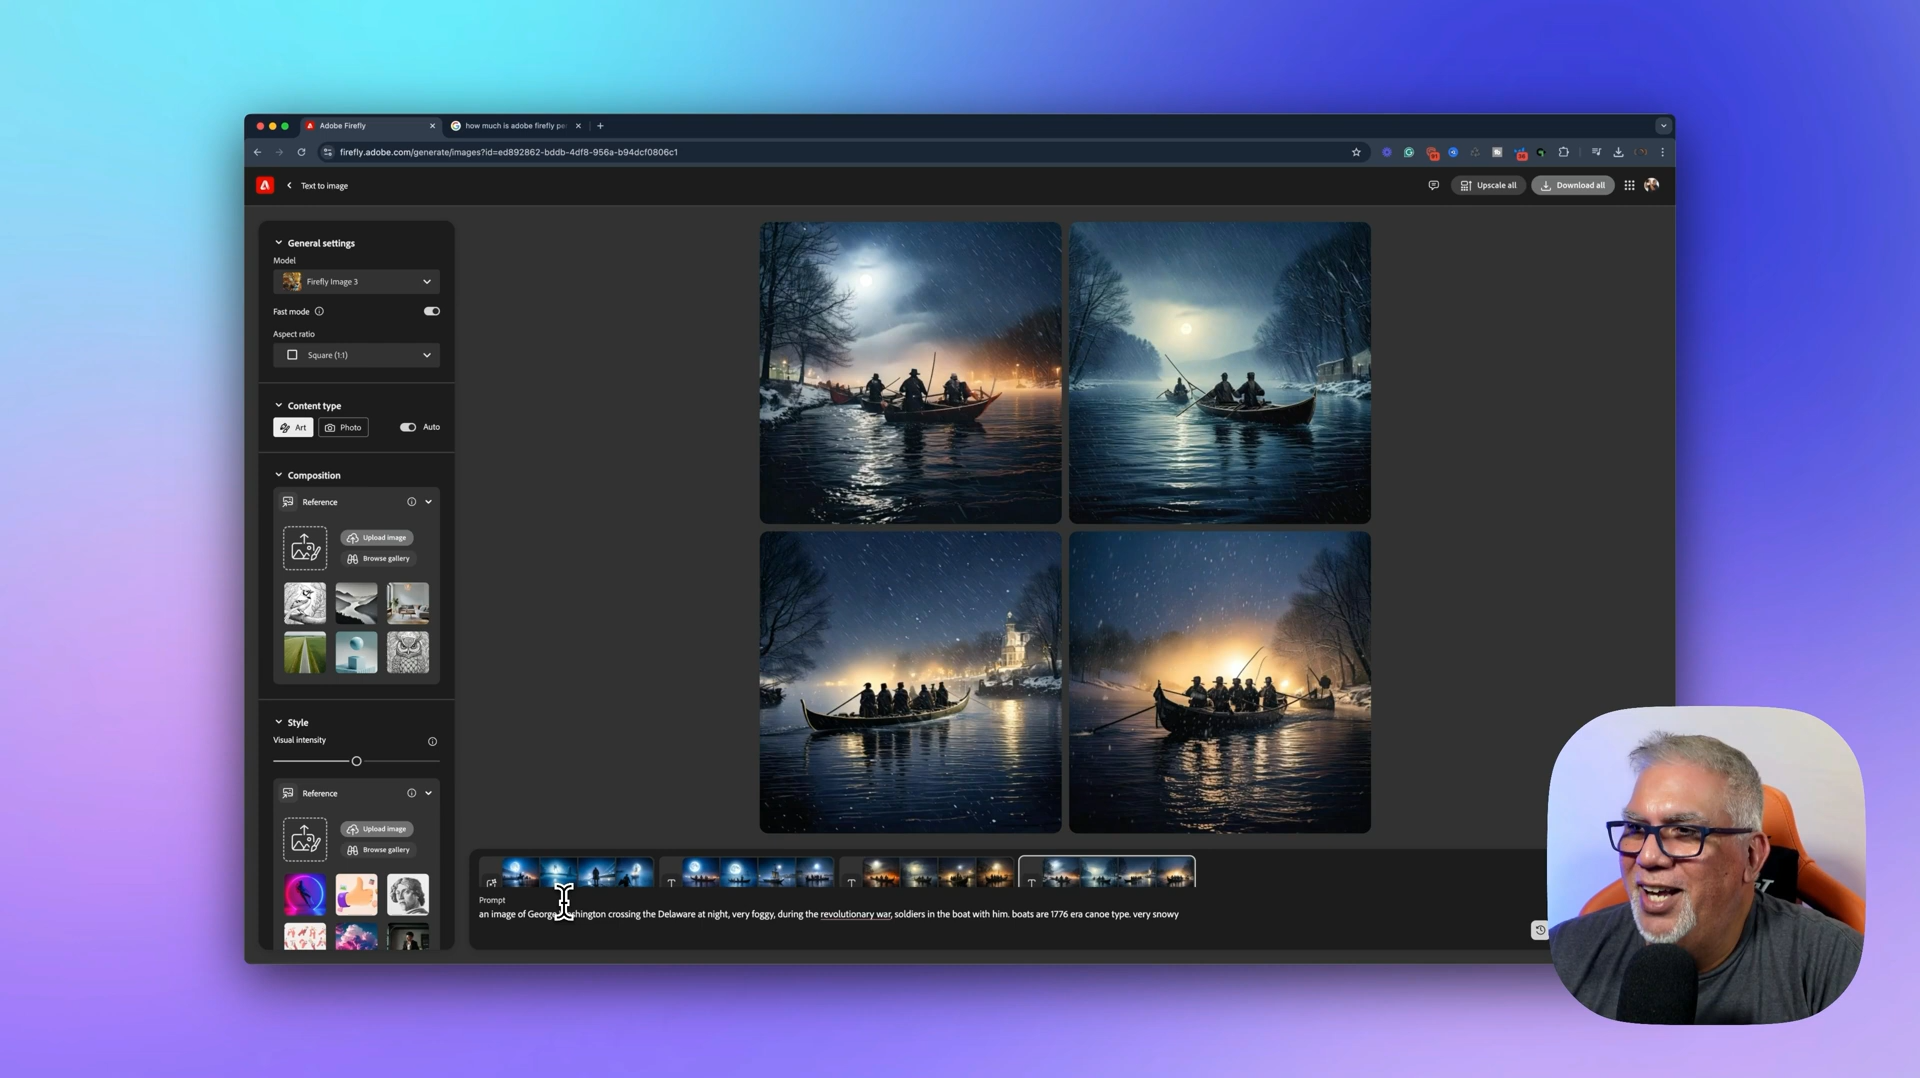 Adobe Firefly
how much is adobe firefly pe
firefly.adobe.com/generate/images?id=ed892862-bddb-4df8-956a-b94dcf0806c1
Text to image
Upscale all
Download all
General settings
Model
Firefly Image 3
Fast mode
Aspect ratio
Square (1:1)
Content type
Art
Photo
Auto
Composition
Reference
Upload image
Browse gallery
Style
Visual intensity
Reference
Upload image
Browse gallery
Prompt
an image of George shington crossing the Delaware at night, very foggy, during the revolutionary war, soldiers in the boat with him. boats are 1776 era canoe type. very snowy